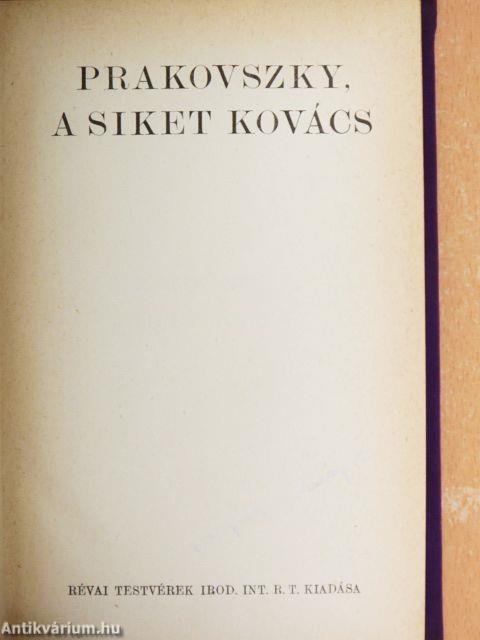 PRAKOVSZKY,
A SIKET KOVÁCS
RÉVAI TESTVÉREK IROD. INT. R. T. KIADÁSA
Antikvárium.hu